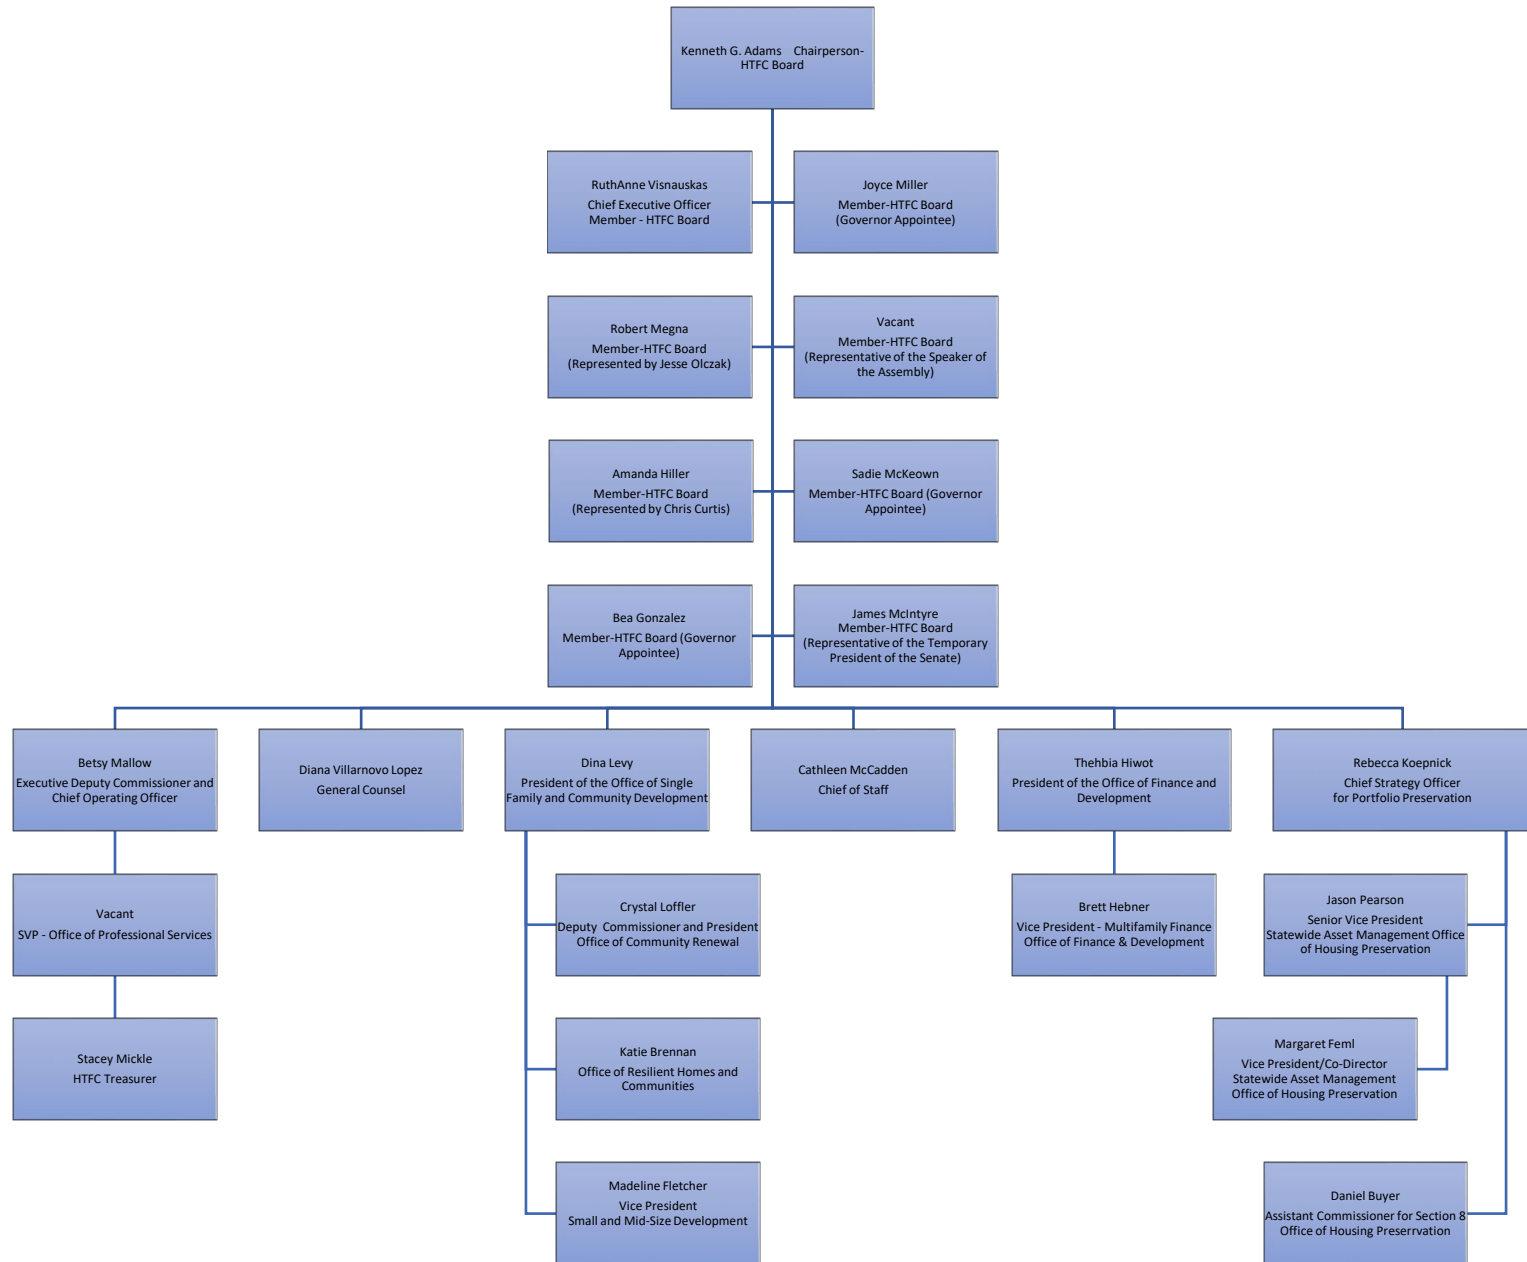 Kenneth G. Adams    Chairperson-
HTFC Board
RuthAnne Visnauskas
Chief Executive Officer
Member - HTFC Board
Joyce Miller
Member-HTFC Board
(Governor Appointee)
Robert Megna
Member-HTFC Board
(Represented by Jesse Olczak)
Vacant
Member-HTFC Board
(Representative of the Speaker of
the Assembly)
Amanda Hiller
Member-HTFC Board
(Represented by Chris Curtis)
Sadie McKeown
Member-HTFC Board (Governor
Appointee)
Bea Gonzalez
Member-HTFC Board (Governor
Appointee)
James McIntyre
Member-HTFC Board
(Representative of the Temporary
President of the Senate)
Betsy Mallow
Executive Deputy Commissioner and
Chief Operating Officer
Diana Villarnovo Lopez
General Counsel
Dina Levy
President of the Office of Single
Family and Community Development
Cathleen McCadden
Chief of Staff
Thehbia Hiwot
President of the Office of Finance and
Development
Rebecca Koepnick
Chief Strategy Officer
for Portfolio Preservation
Vacant
SVP - Office of Professional Services
Crystal Loffler
Deputy  Commissioner and President
Office of Community Renewal
Brett Hebner
Vice President - Multifamily Finance
Office of Finance & Development
Jason Pearson
Senior Vice President
Statewide Asset Management Office
of Housing Preservation
Stacey Mickle
HTFC Treasurer
Katie Brennan
Office of Resilient Homes and
Communities
Margaret Feml
Vice President/Co-Director
Statewide Asset Management
Office of Housing Preservation
Madeline Fletcher
Vice President
Small and Mid-Size Development
Daniel Buyer
Assistant Commissioner for Section 8
Office of Housing Preserrvation